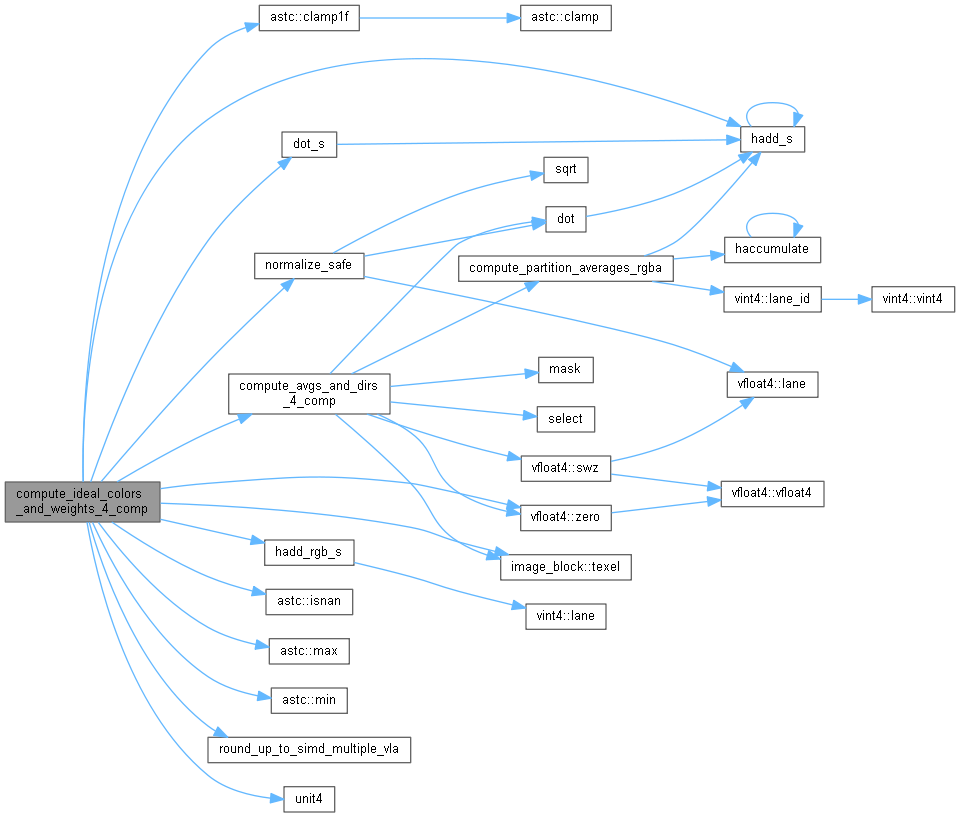 astc::clamp1f
astc::clamp
hadd_s
dot_s
sqrt
dot
haccumulate
normalize_safe
compute_partition_averages_rgba
vint4::lane_id
vint4::vint4
mask
vfloat4::lane
compute_avgs_and_dirs
_4_comp
select
vfloat4::swz
vfloat4::vfloat4
compute_ideal_colors
_and_weights_4_comp
vfloat4::zero
hadd_rgb_s
image_block::texel
astc::isnan
vint4::lane
astc::max
astc::min
round_up_to_simd_multiple_vla
unit4